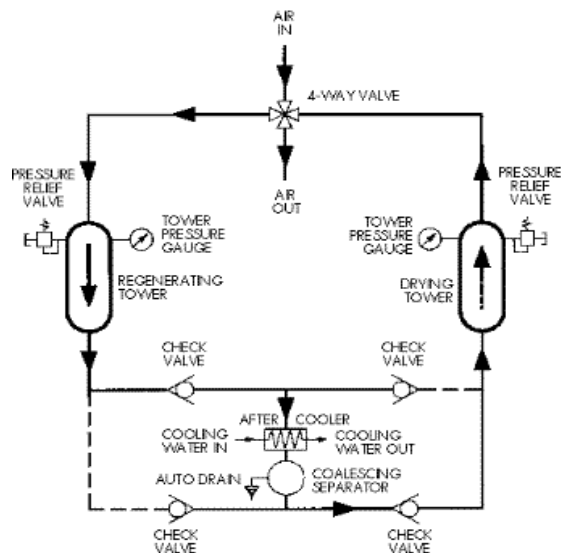 AIR
IN
4-WAY VALVE
AIR
OUT
PRESSURE
RELIEF
VALVE
TOWER
PRESSURE
GAUGE
REGENERATING
TOWER
TOWER
PRESSURE
GAUGE
PRESSURE
RELIEF
VALVE
DRYING
TOWER
CHECK
VALVE
CHECK
VALVE
AFTER COOLER
COOLING
WATER IN
COOLING
WATER OUT
AUTO DRAIN
COALESCING
SEPARATOR
CHECK
VALVE
CHECK
VALVE